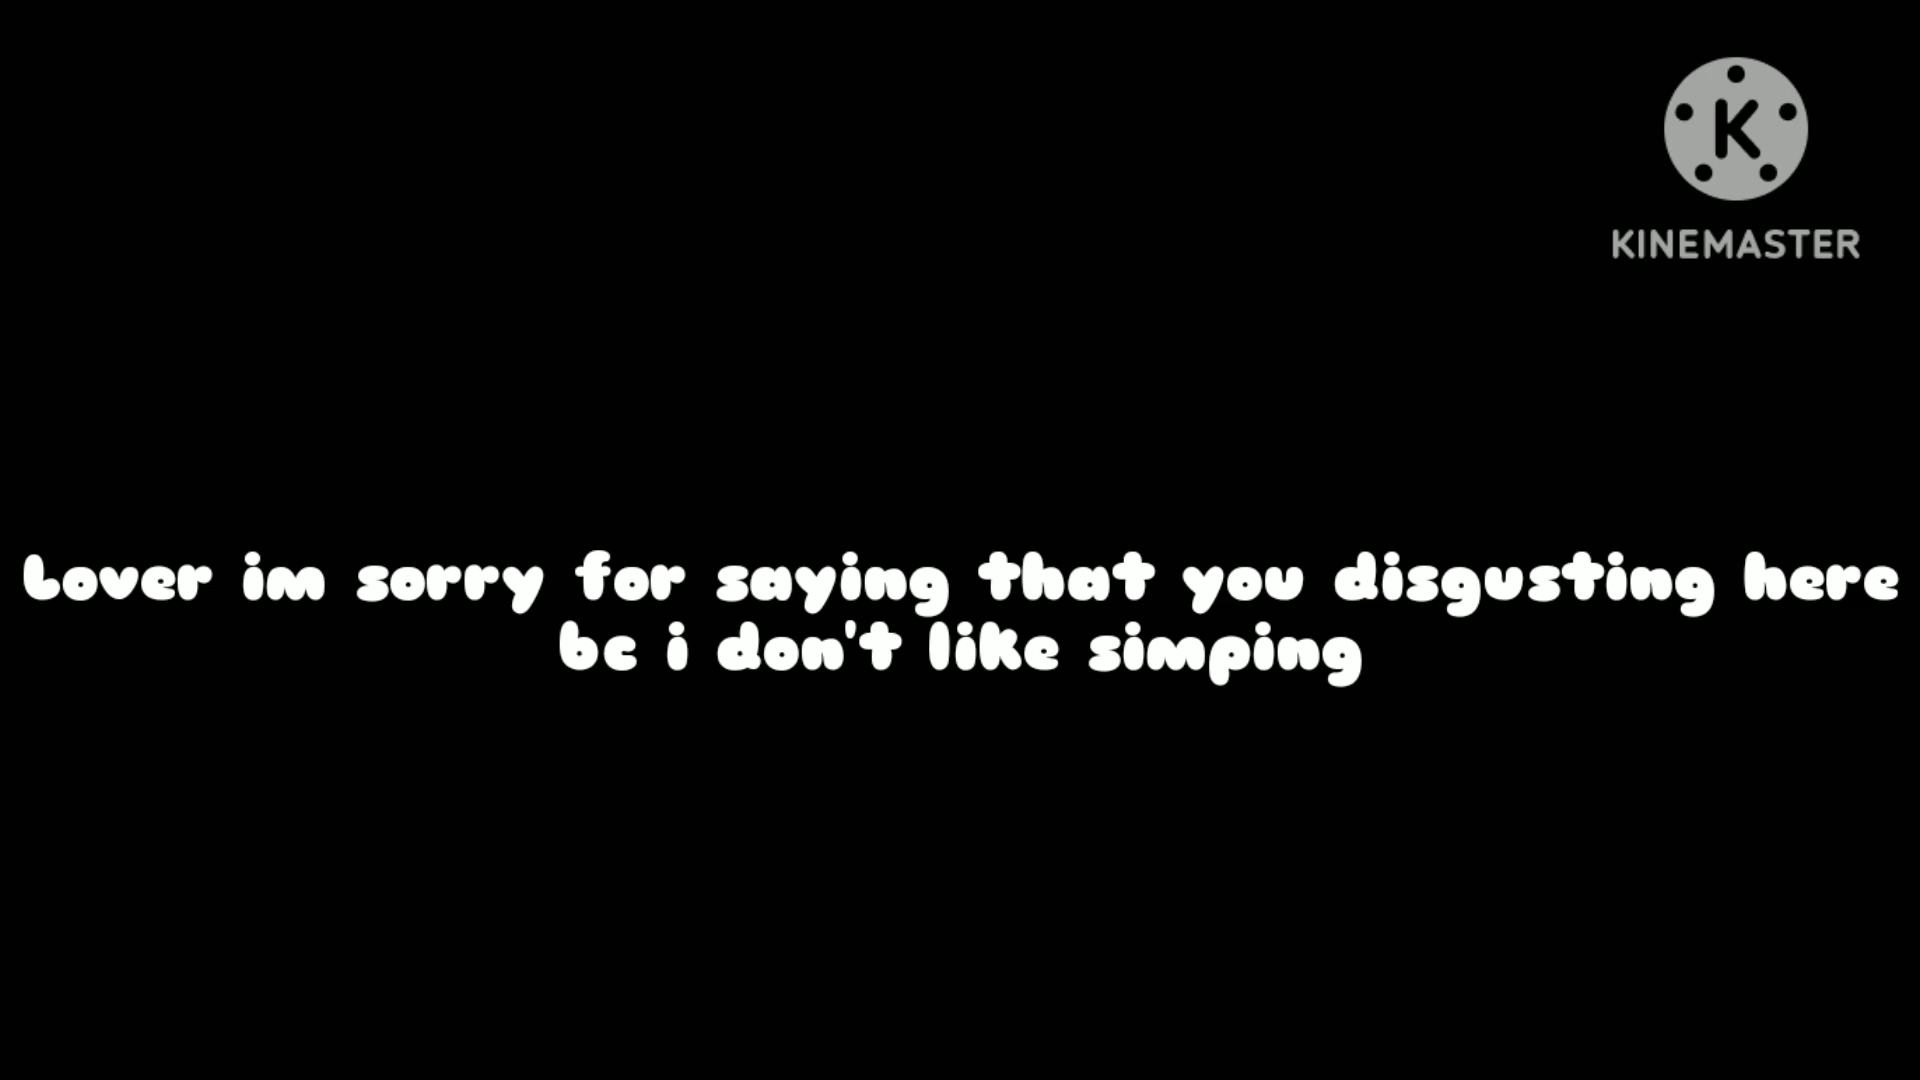 K
KINEMASTER
Lover im sorry for saying that you disgusting here
bc i don't like simping